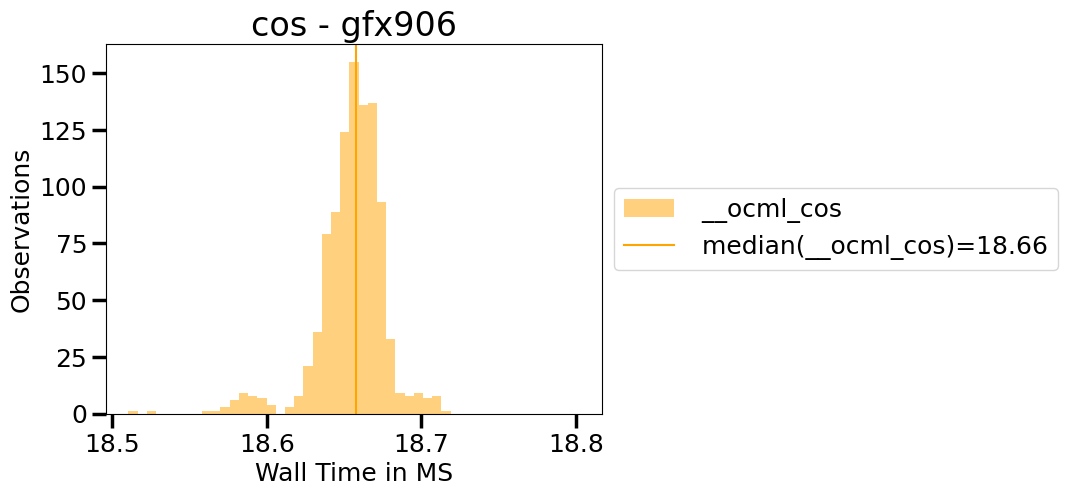 cos - gfx906
150
125
100
75
50
25
0
Observations
18.5 18.6 18.7 18.8
Wall Time in MS
__ocml_cos
median(__ocml_cos)=18.66